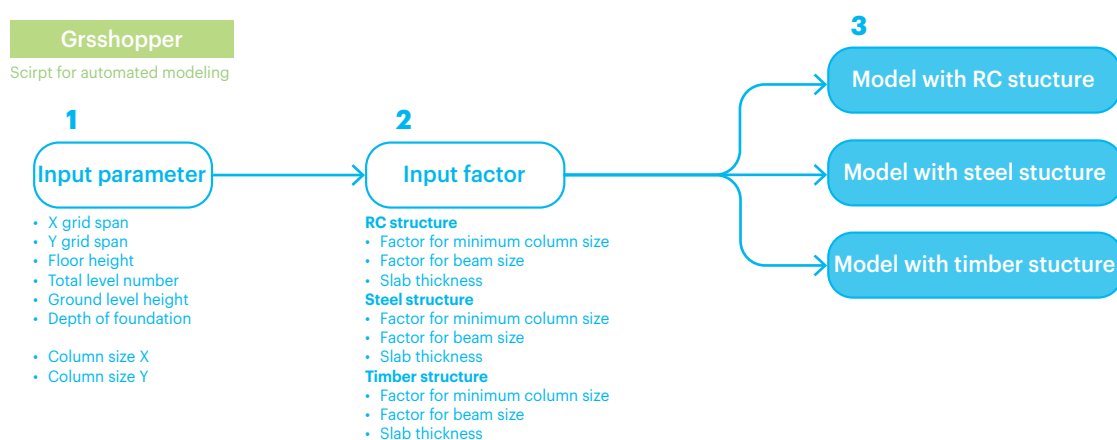 Grsshopper
Scirpt for automated modeling
1
Input parameter
• X grid span
• Y grid span
• Floor height
• Total level number
• Ground level height
• Depth of foundation
• Column size X
• Column size Y
2
Input factor
RC structure
• Factor for minimum column size
• Factor for beam size
• Slab thickness
Steel structure
• Factor for minimum column size
• Factor for beam size
• Slab thickness
Timber structure
• Factor for minimum column size
• Factor for beam size
• Slab thickness
3
Model with RC stucture
Model with steel stucture
Model with timber stucture